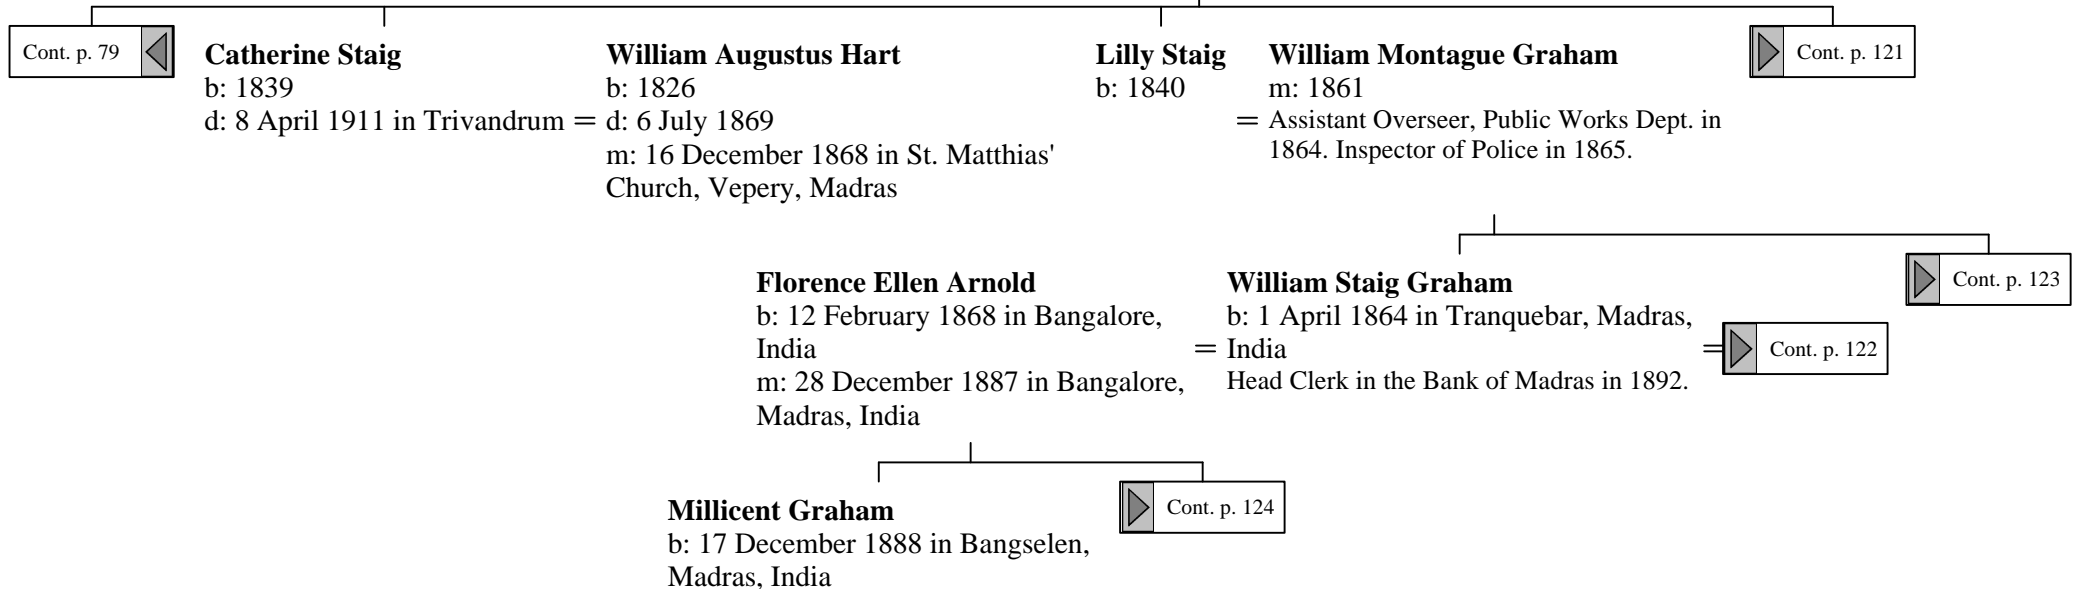 Cont. p. 79
Catherine Staig
b: 1839
d: 8 April 1911 in Trivandrum =
William Augustus Hart
b: 1826
d: 6 July 1869
m: 16 December 1868 in St. Matthias'
Church, Vepery, Madras
Lilly Staig
b: 1840
=
William Montague Graham
m: 1861
Assistant Overseer, Public Works Dept. in
1864. Inspector of Police in 1865.
Cont. p. 121
Florence Ellen Arnold
b: 12 February 1868 in Bangalore,
India
m: 28 December 1887 in Bangalore,
Madras, India
=
William Staig Graham
b: 1 April 1864 in Tranquebar, Madras,
India
Head Clerk in the Bank of Madras in 1892.
=
Cont. p. 122
Cont. p. 123
Millicent Graham
b: 17 December 1888 in Bangselen,
Madras, India
Cont. p. 124